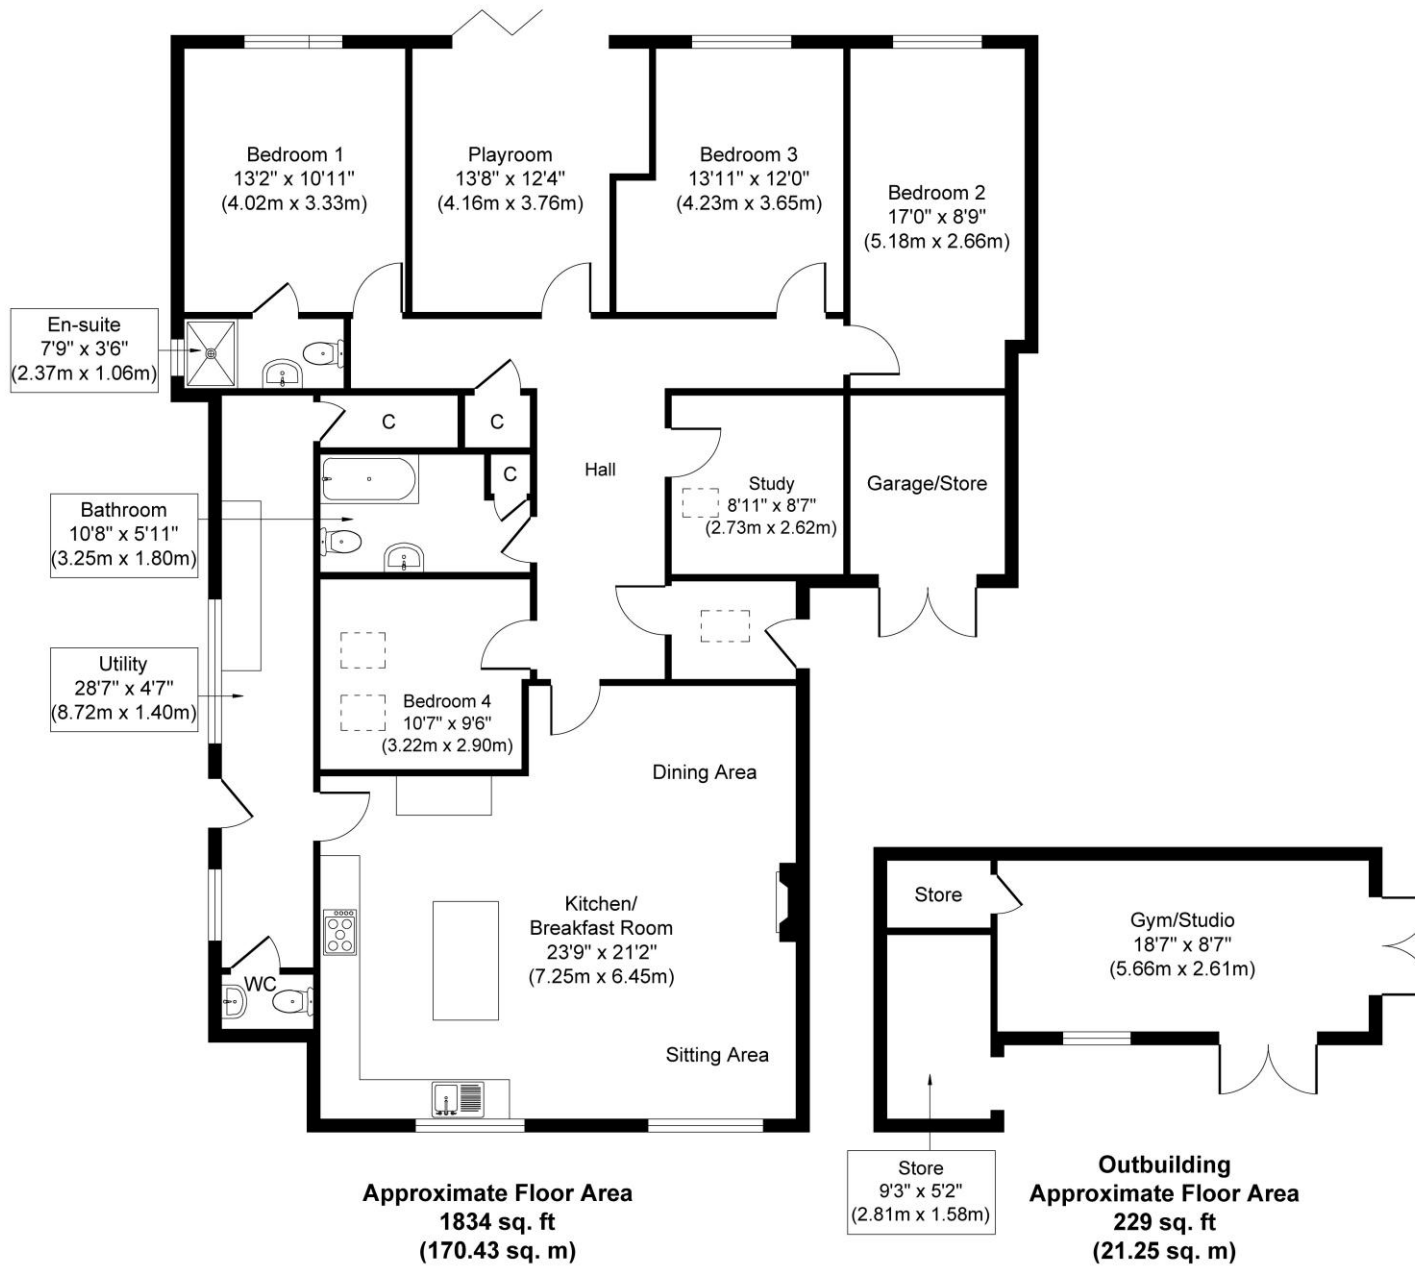 Bedroom 1
13'2" x 10'11"
(4.02m x 3.33m)
Playroom
13'8" x 12'4"
(4.16m x 3.76m)
Bedroom 3
13'11" x 12'0"
(4.23m x 3.65m)
Bedroom 2
17'0" x 8'9"
(5.18m x 2.66m)
En-suite
7'9" x 3'6"
(2.37m x 1.06m)
C
C
C
Hall
Study
8'11" x 8'7"
(2.73m x 2.62m)
Garage/Store
Bathroom
10'8" x 5'11"
(3.25m x 1.80m)
Utility
28'7" x 4'7"
(8.72m x 1.40m)
Bedroom 4
10'7" x 9'6"
(3.22m x 2.90m)
Dining Area
Kitchen/
Breakfast Room
23'9" x 21'2"
(7.25m x 6.45m)
WC
Sitting Area
Store
Gym/Studio
18'7" x 8'7"
(5.66m x 2.61m)
Store
9'3" x 5'2"
(2.81m x 1.58m)
Approximate Floor Area
1834 sq. ft
(170.43 sq. m)
Outbuilding
Approximate Floor Area
229 sq. ft
(21.25 sq. m)